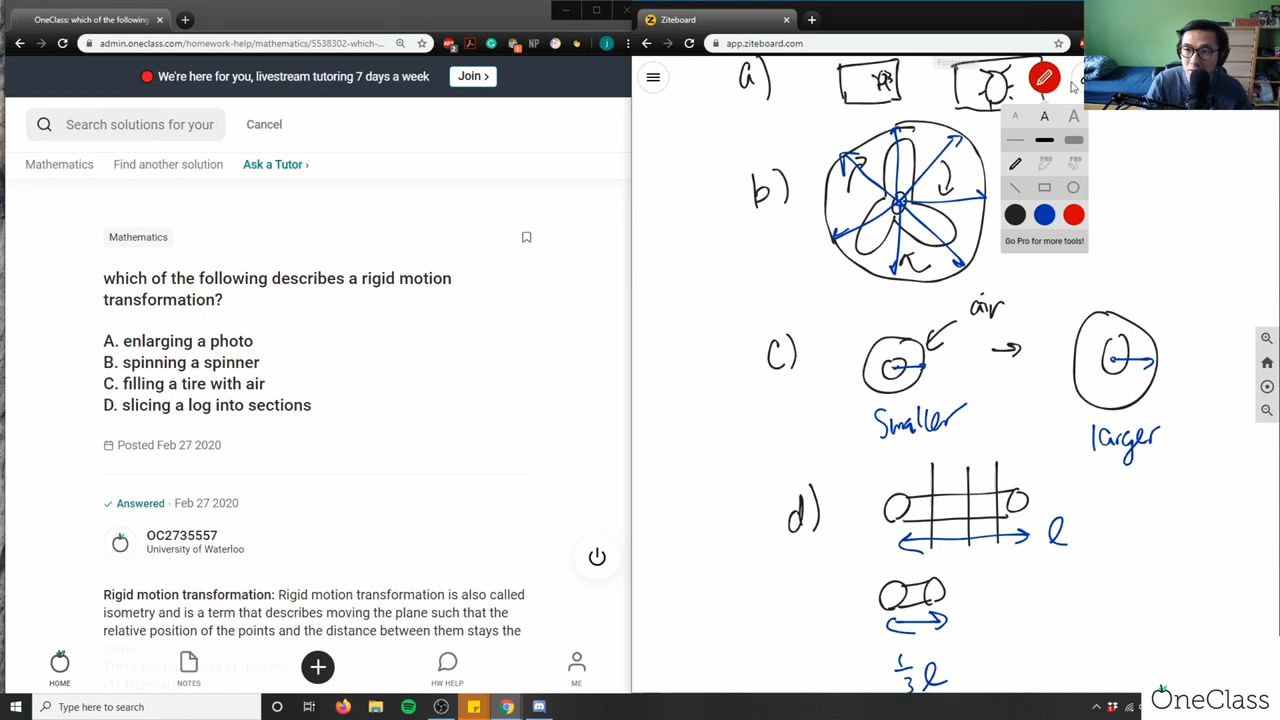 OneClass: which of the following
admin.oneclass.com/homework-help/mathematics/5538302-which-...
NP
We're here for you, livestream tutoring 7 days a week
Join >
Search solutions for your
Cancel
Mathematics
Find another solution
Ask a Tutor ›
Mathematics
which of the following describes a rigid motion
transformation?
A. enlarging a photo
B. spinning a spinner
C. filling a tire with air
D. slicing a log into sections
Posted Feb 27 2020
Answered · Feb 27 2020
OC2735557
University of Waterloo
Rigid motion transformation: Rigid motion transformation is also called
isometry and is a term that describes moving the plane such that the
relative position of the points and the distance between them stays the
same.
HOME
NOTES
HW HELP
ME
Type here to search
Ziteboard
app.ziteboard.com
a)
A A A
PRO PRO
Go Pro for more tools!
b)
air
c)
Smaller
larger
d)
l
1/3 l
OneClass